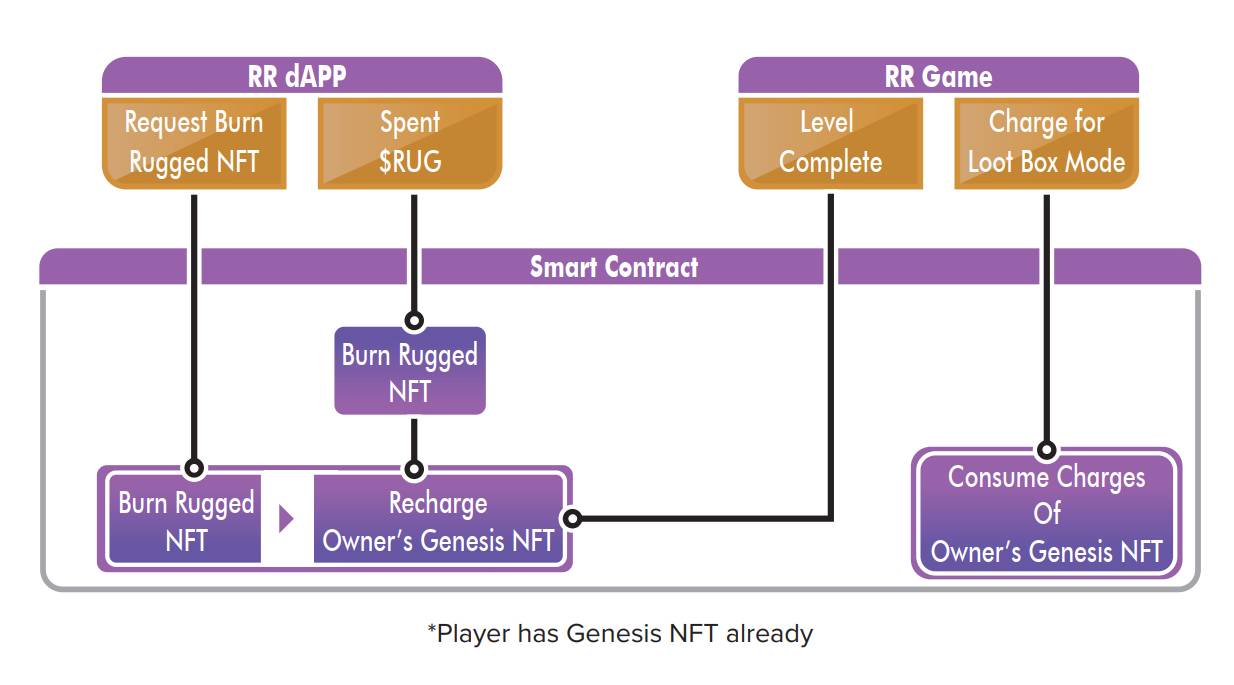 RR dAPP
RR Game
Request Burn
Rugged NFT
Spent
$RUG
Level
Complete
Charge for
Loot Box Mode
Smart Contract
Burn Rugged
NFT
Burn Rugged
NFT
Recharge
Owner’s Genesis NFT
Consume Charges
Of
Owner’s Genesis NFT
*Player has Genesis NFT already